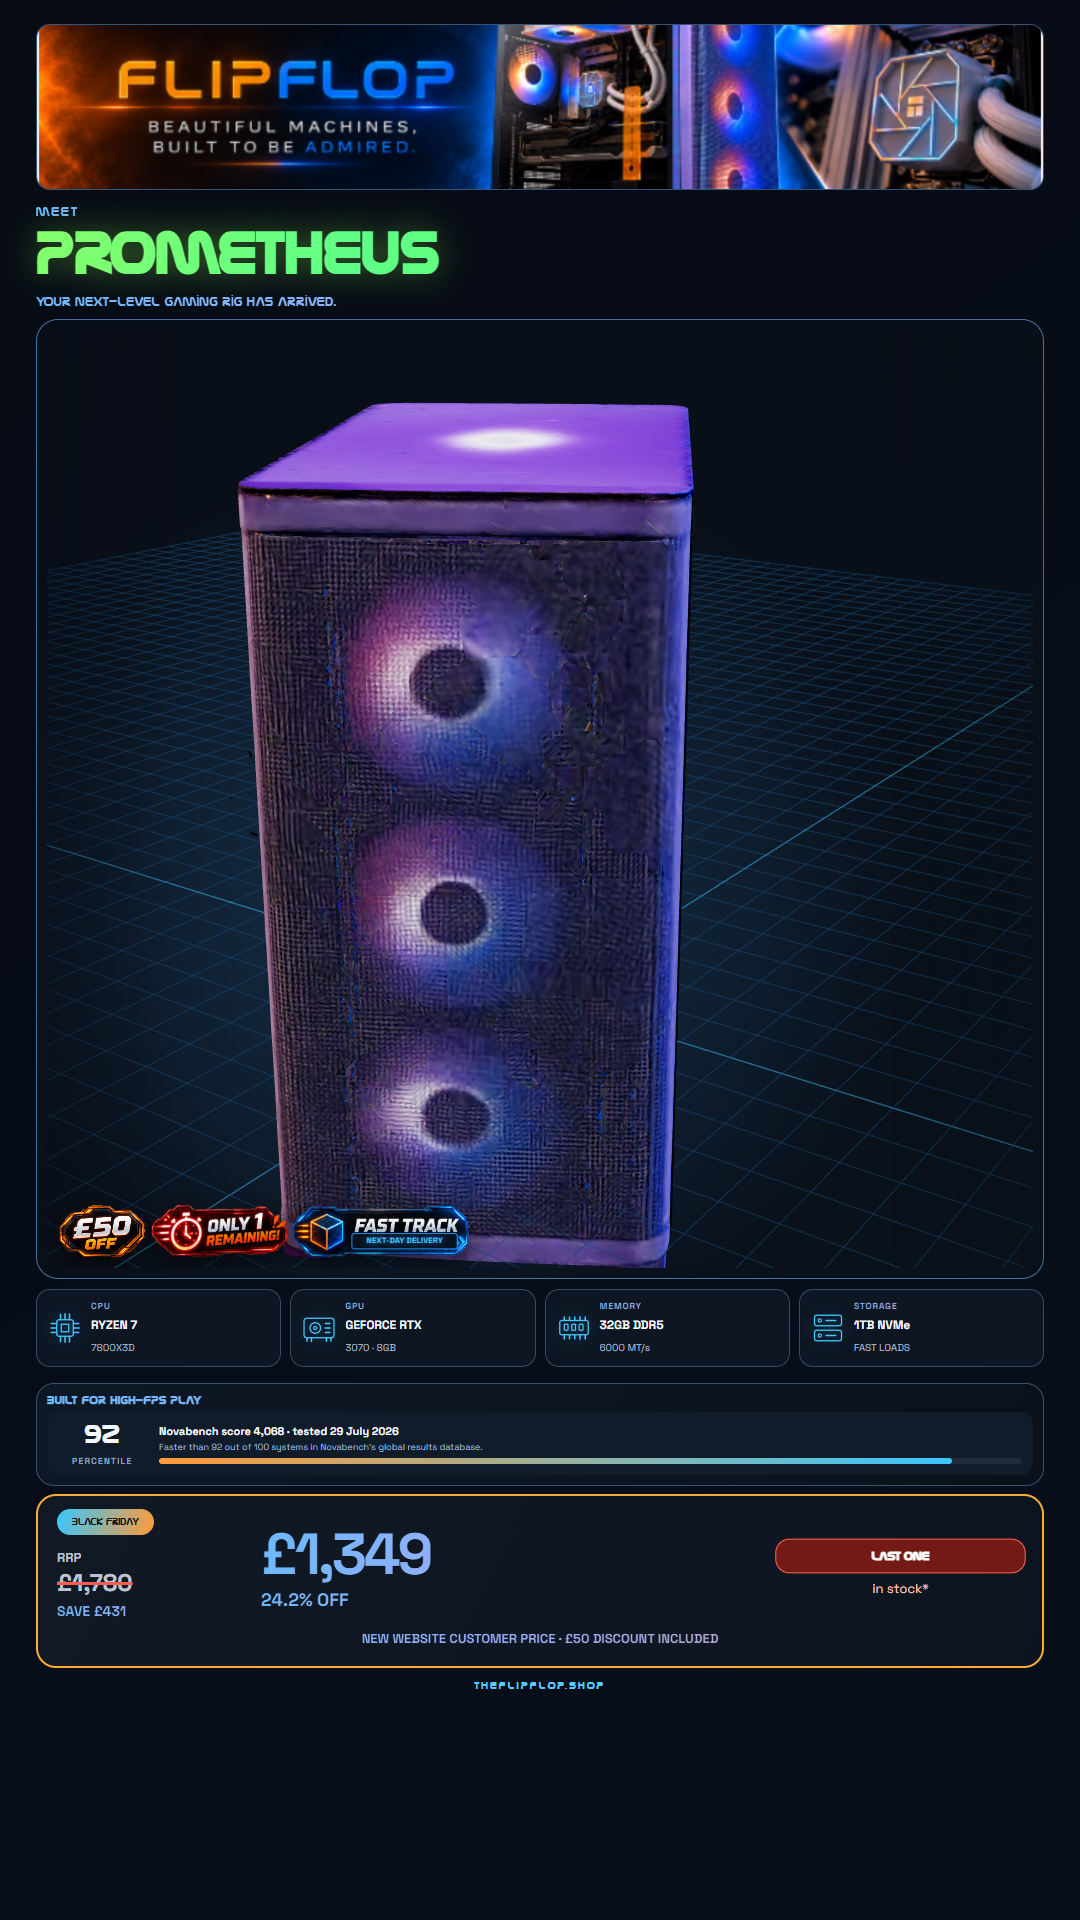 FLIPFLOP
BEAUTIFUL MACHINES,
BUILT TO BE ADMIRED.
MEET
PROMETHEUS
YOUR NEXT-LEVEL GAMING RIG HAS ARRIVED.
£50
OFF
ONLY 1
REMAINING!
FAST TRACK
NEXT-DAY DELIVERY
CPU
RYZEN 7
7800X3D
GPU
GEFORCE RTX
3070 · 8GB
MEMORY
32GB DDR5
6000 MT/s
STORAGE
1TB NVMe
FAST LOADS
BUILT FOR HIGH-FPS PLAY
92
PERCENTILE
Novabench score 4,068 · tested 29 July 2026
Faster than 92 out of 100 systems in Novabench's global results database.
BLACK FRIDAY
RRP
£1,780
SAVE £431
£1,349
24.2% OFF
LAST ONE
in stock*
NEW WEBSITE CUSTOMER PRICE · £50 DISCOUNT INCLUDED
THEFLIPFLOP.SHOP